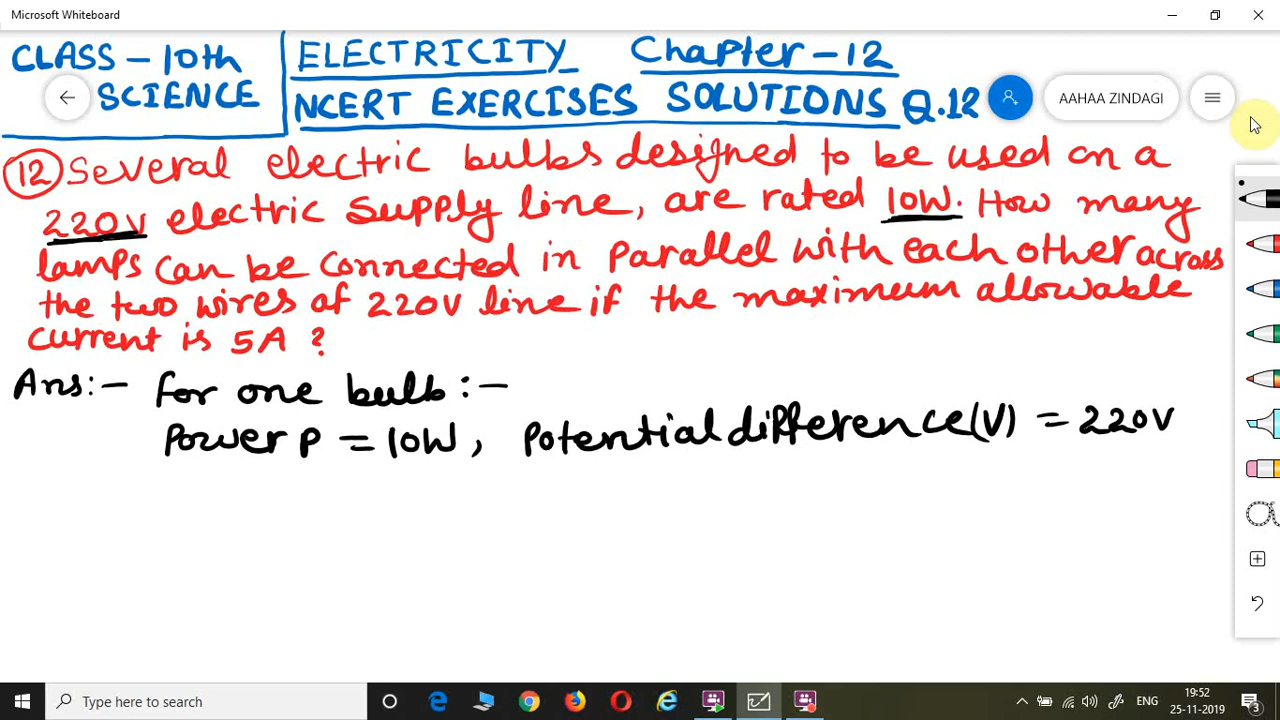 Microsoft Whiteboard
CLASS - 10th
SCIENCE
ELECTRICITY Chapter-12
NCERT EXERCISES SOLUTIONS Q.12
AAHAA ZINDAGI
12 Several electric bulbs designed to be used on a
220V electric supply line, are rated 10W. How many
lamps can be connected in parallel with each other across
the two wires of 220V line if the maximum allowable
current is 5A ?
Ans:- For one bulb:-
Power P = 10W, Potential difference(V) = 220V
Type here to search
ENG
19:52
25-11-2019
3